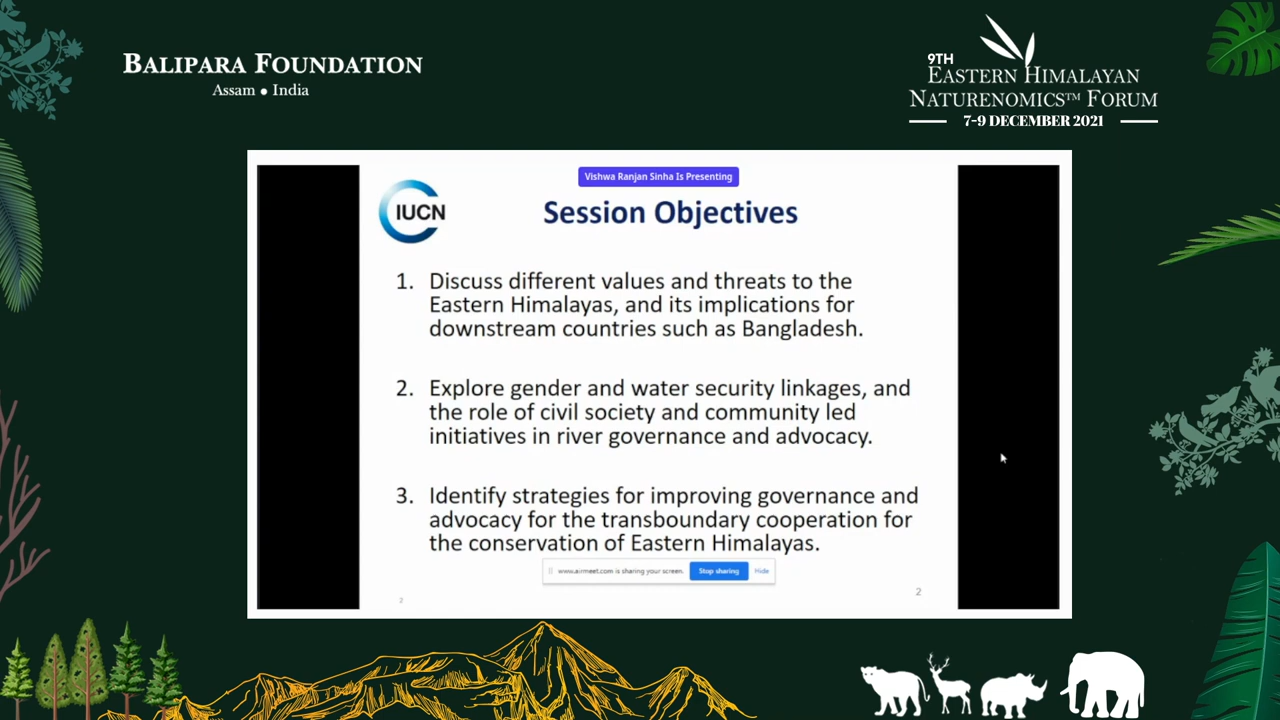 BALIPARA FOUNDATION
Assam ● India
9TH
EASTERN HIMALAYAN
NATURENOMICS™ FORUM
7-9 DECEMBER 2021
Vishwa Ranjan Sinha Is Presenting
IUCN
Session Objectives
1. Discuss different values and threats to the
Eastern Himalayas, and its implications for
downstream countries such as Bangladesh.
2. Explore gender and water security linkages, and
the role of civil society and community led
initiatives in river governance and advocacy.
3. Identify strategies for improving governance and
advocacy for the transboundary cooperation for
the conservation of Eastern Himalayas.
www.airmeet.com is sharing your screen. Stop sharing Hide
2
2